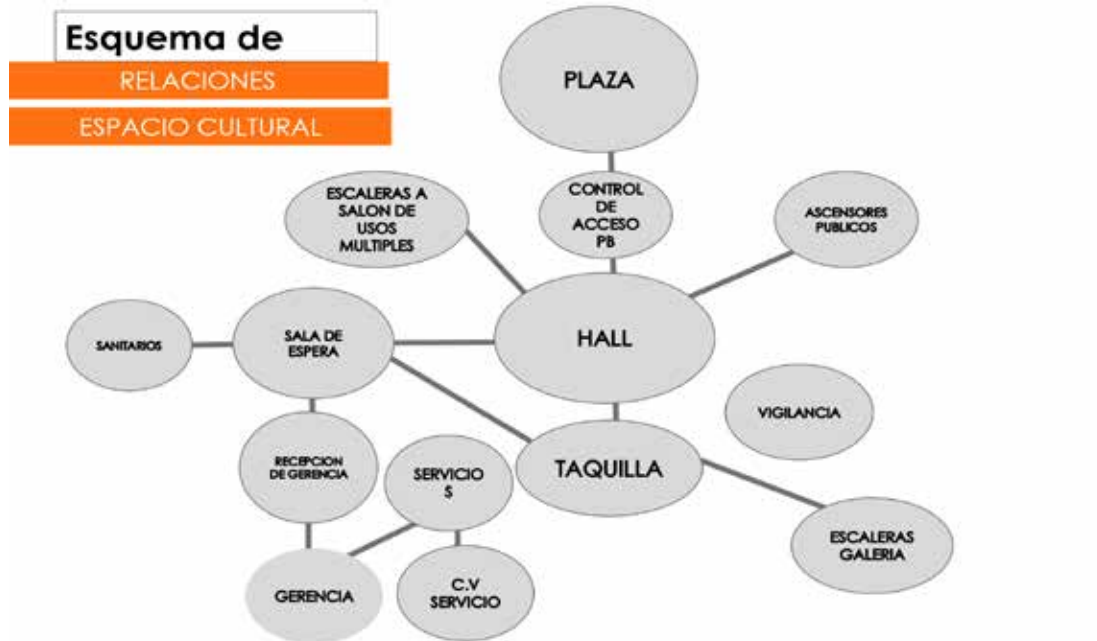 Esquema de
RELACIONES
ESPACIO CULTURAL
PLAZA
ESCALERAS A
SALON DE
USOS
MULTIPLES
CONTROL
DE
ACCESO
PB
ASCENSORES
PUBLICOS
SANITARIOS
SALA DE
ESPERA
HALL
VIGILANCIA
RECEPCION
DE GERENCIA
SERVICIO
S
TAQUILLA
ESCALERAS
GALERIA
GERENCIA
C.V
SERVICIO